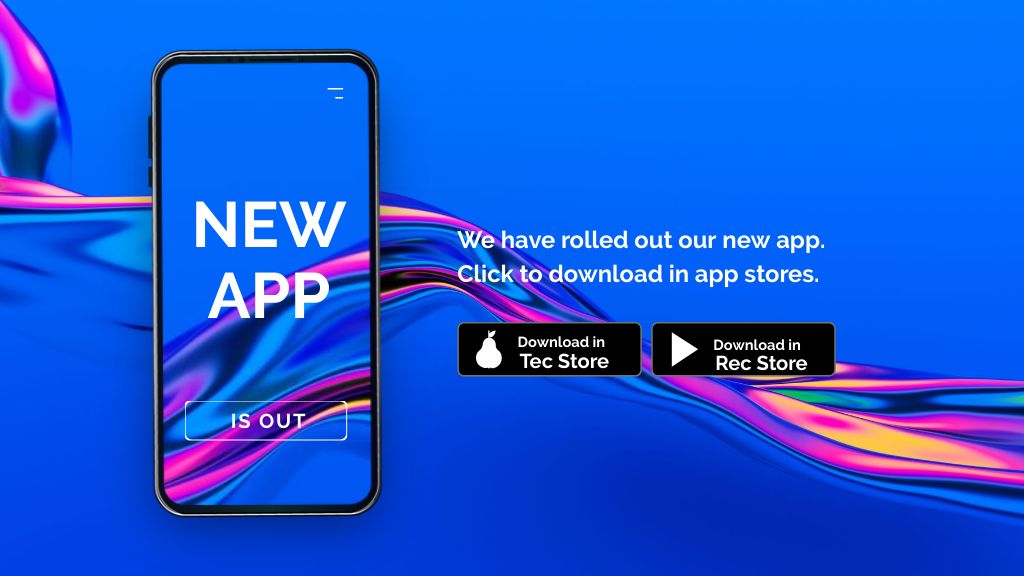 NEW
APP
IS OUT
We have rolled out our new app.
Click to download in app stores.
Download in
Tec Store
Download in
Rec Store